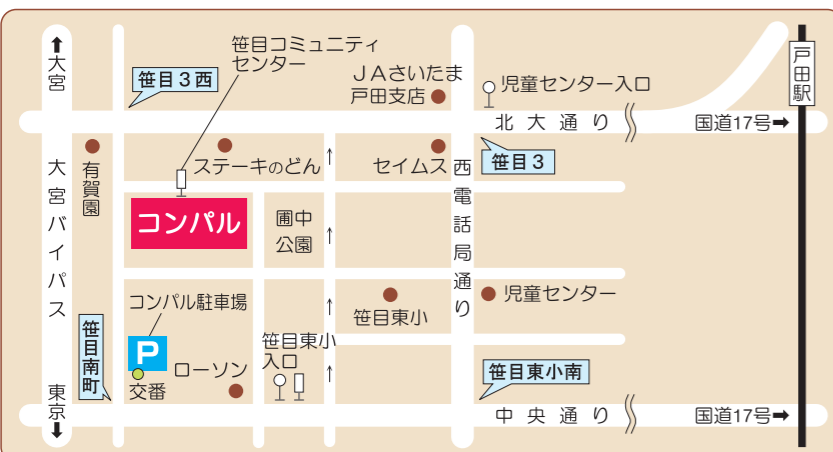 大宮
笹目3西
笹目コミュニティ
センター
JAさいたま
戸田支店
児童センター入口
戸田駅
北大通り
国道17号➡
有賀園
ステーキのどん
セイムス
笹目3
大宮バイパス
コンパル
圃中
公園
西電話局通り
コンパル駐車場
笹目東小
児童センター
笹目南町
P
交番
ローソン
笹目東小
入口
笹目東小南
東京
中央通り
国道17号➡